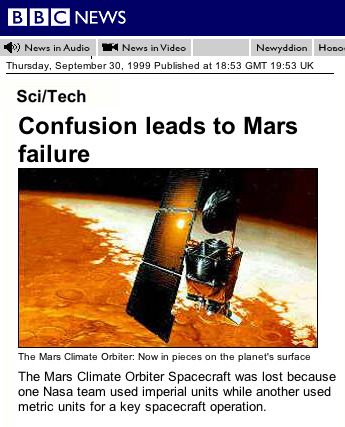 BBC NEWS
News in Audio News in Video Newyddion
Thursday, September 30, 1999 Published at 18:53 GMT 19:53 UK
Sci/Tech
Confusion leads to Mars
failure
The Mars Climate Orbiter: Now in pieces on the planet's surface
The Mars Climate Orbiter Spacecraft was lost because
one Nasa team used imperial units while another used
metric units for a key spacecraft operation.